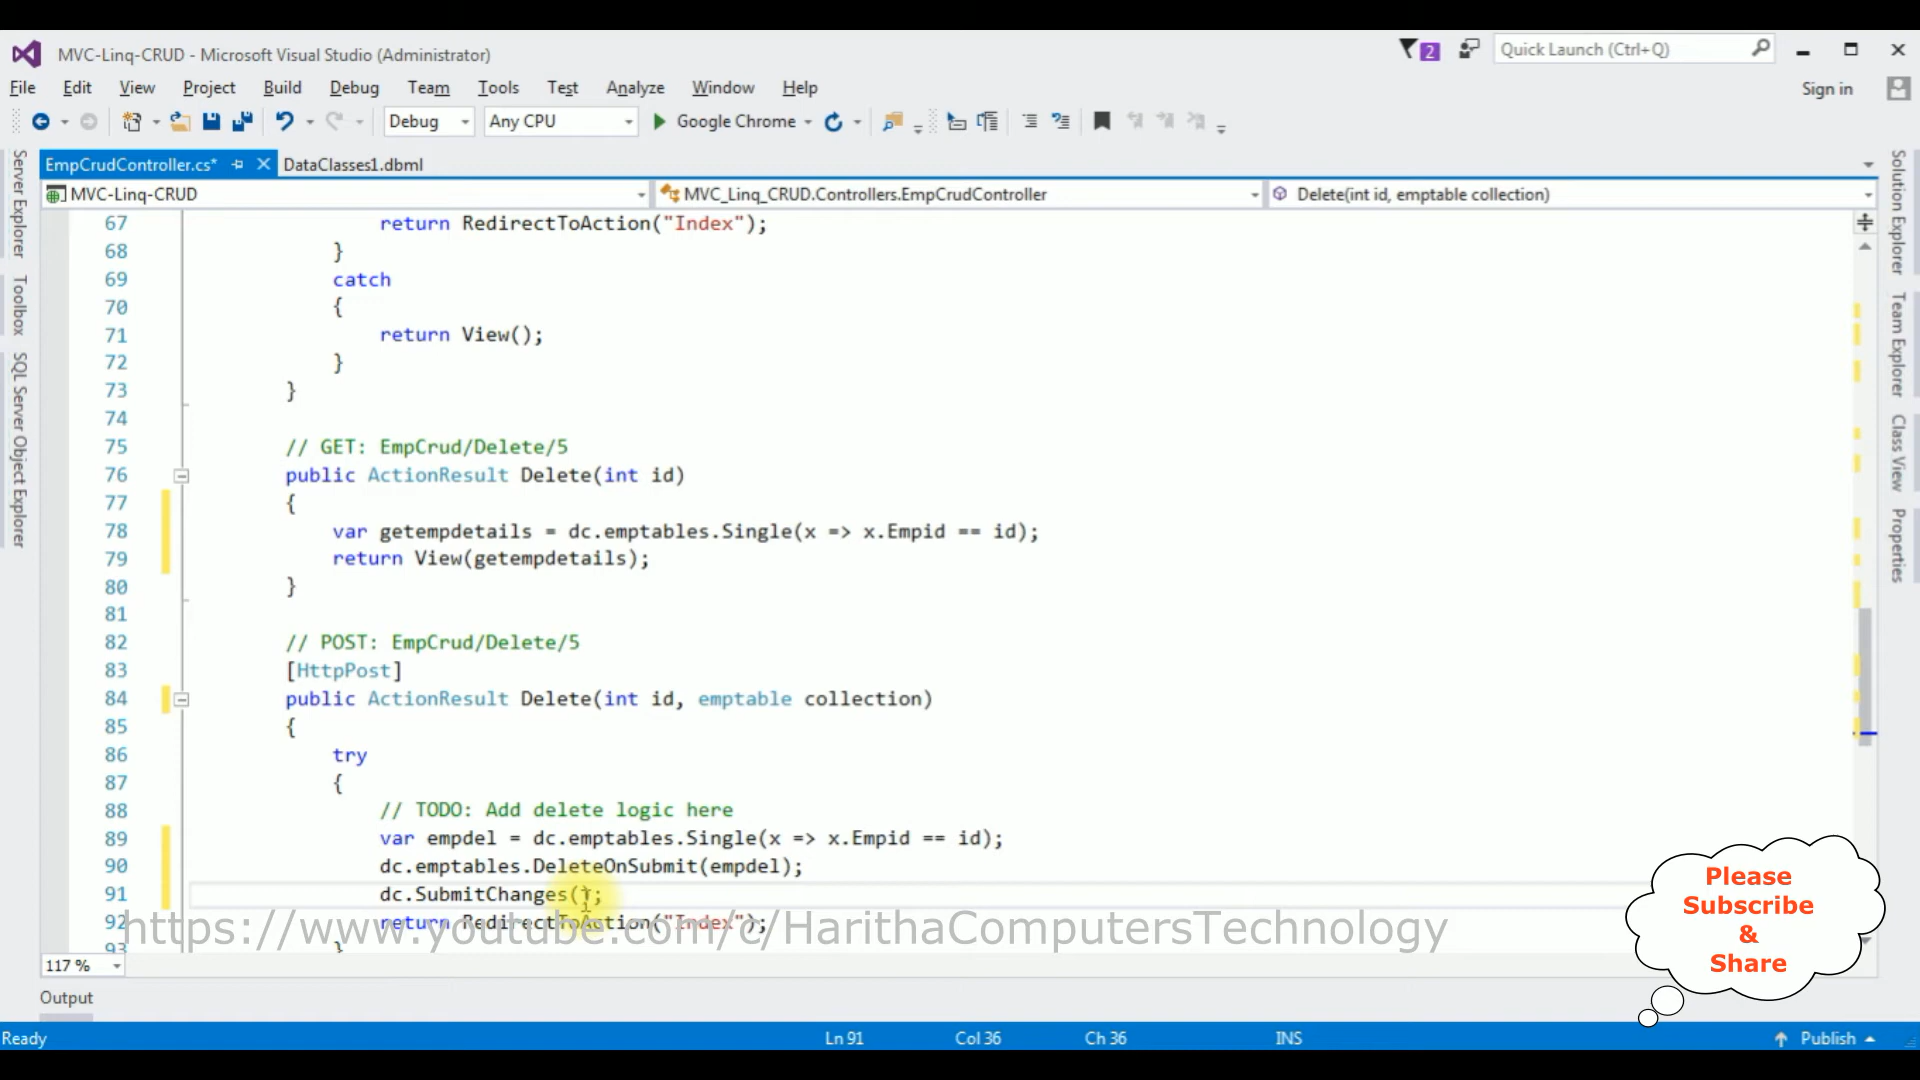 MVC-Linq-CRUD - Microsoft Visual Studio (Administrator)
2
Quick Launch (Ctrl+Q)
File Edit View Project Build Debug Team Tools Test Analyze Window Help
Sign in
Debug
Any CPU
Google Chrome
EmpCrudController.cs*
DataClasses1.dbml
MVC-Linq-CRUD
MVC_Linq_CRUD.Controllers.EmpCrudController
Delete(int id, emptable collection)
Server Explorer
Toolbox
SQL Server Object Explorer
67 return RedirectToAction("Index");
68 }
69 catch
70 {
71 return View();
72 }
73 }
74
75 // GET: EmpCrud/Delete/5
76 public ActionResult Delete(int id)
77 {
78 var getempdetails = dc.emptables.Single(x => x.Empid == id);
79 return View(getempdetails);
80 }
81
82 // POST: EmpCrud/Delete/5
83 [HttpPost]
84 public ActionResult Delete(int id, emptable collection)
85 {
86 try
87 {
88 // TODO: Add delete logic here
89 var empdel = dc.emptables.Single(x => x.Empid == id);
90 dc.emptables.DeleteOnSubmit(empdel);
91 dc.SubmitChanges();
92 return RedirectToAction("Index");
93 }
https://www.youtube.com/c/HarithaComputersTechnology
Solution Explorer
Team Explorer
Class View
Properties
Please
Subscribe
&
Share
117 %
Output
Ready
Ln 91
Col 36
Ch 36
INS
Publish